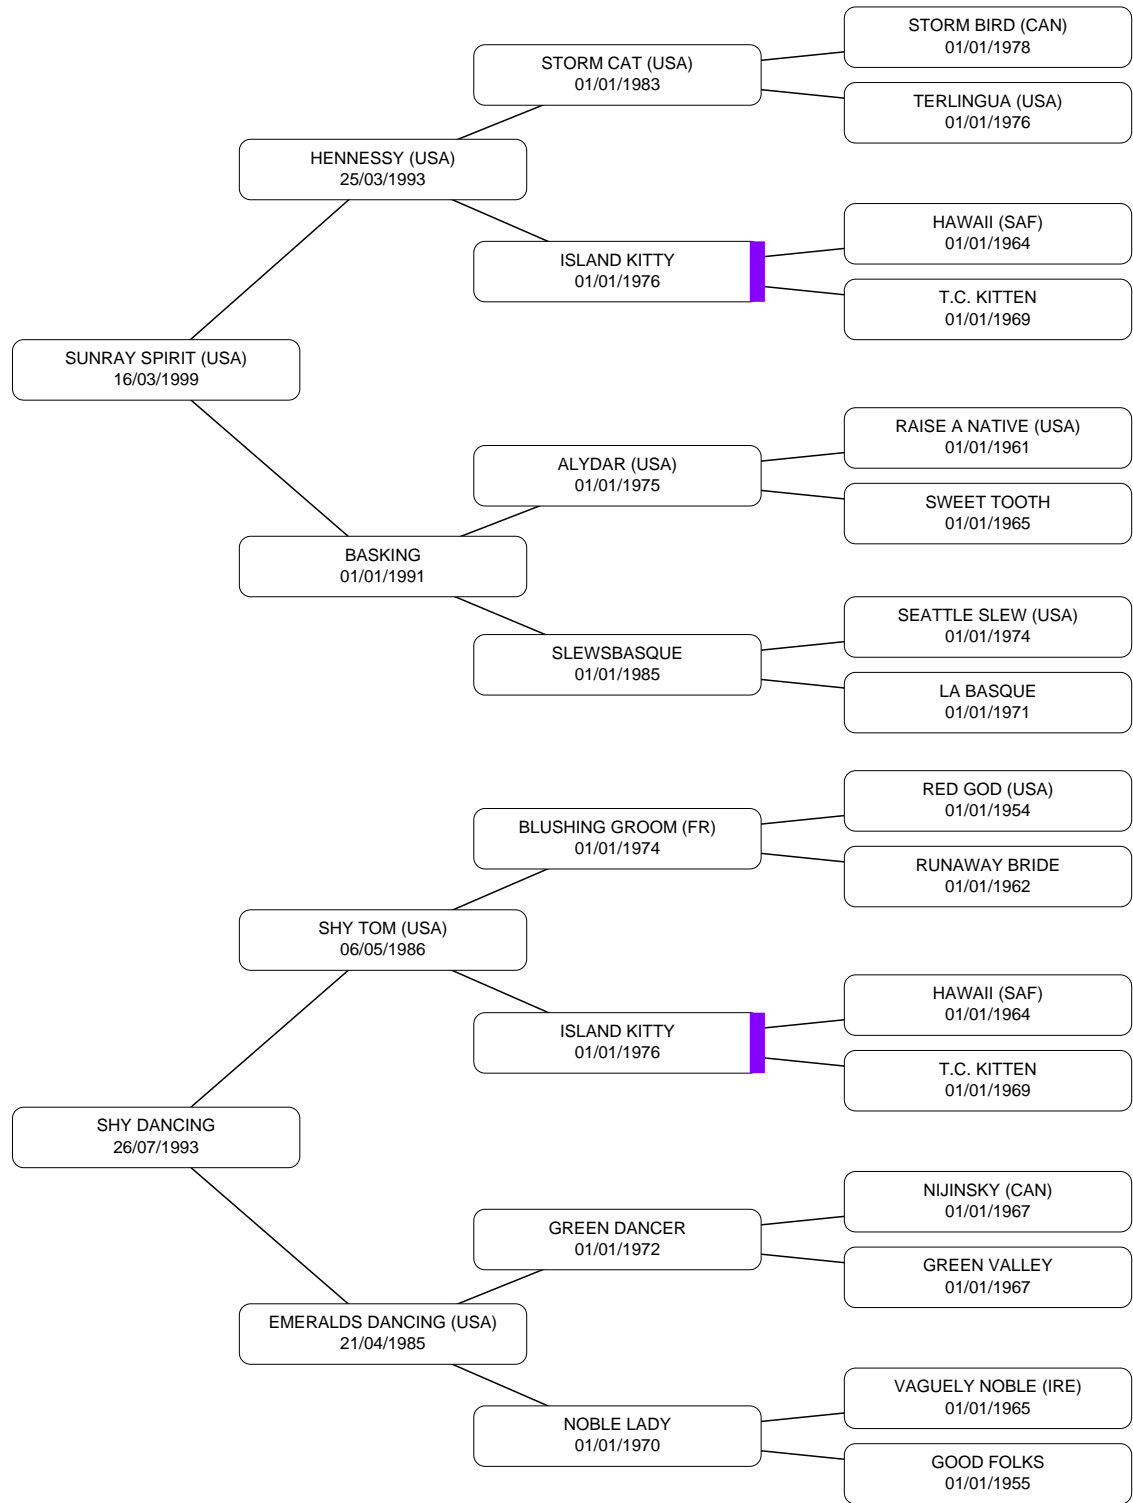 STORM BIRD (CAN)
01/01/1978
STORM CAT (USA)
01/01/1983
TERLINGUA (USA)
01/01/1976
HENNESSY (USA)
25/03/1993
HAWAII (SAF)
01/01/1964
ISLAND KITTY
01/01/1976
T.C. KITTEN
01/01/1969
SUNRAY SPIRIT (USA)
16/03/1999
RAISE A NATIVE (USA)
01/01/1961
ALYDAR (USA)
01/01/1975
SWEET TOOTH
01/01/1965
BASKING
01/01/1991
SEATTLE SLEW (USA)
01/01/1974
SLEWSBASQUE
01/01/1985
LA BASQUE
01/01/1971
RED GOD (USA)
01/01/1954
BLUSHING GROOM (FR)
01/01/1974
RUNAWAY BRIDE
01/01/1962
SHY TOM (USA)
06/05/1986
HAWAII (SAF)
01/01/1964
ISLAND KITTY
01/01/1976
T.C. KITTEN
01/01/1969
SHY DANCING
26/07/1993
NIJINSKY (CAN)
01/01/1967
GREEN DANCER
01/01/1972
GREEN VALLEY
01/01/1967
EMERALDS DANCING (USA)
21/04/1985
VAGUELY NOBLE (IRE)
01/01/1965
NOBLE LADY
01/01/1970
GOOD FOLKS
01/01/1955